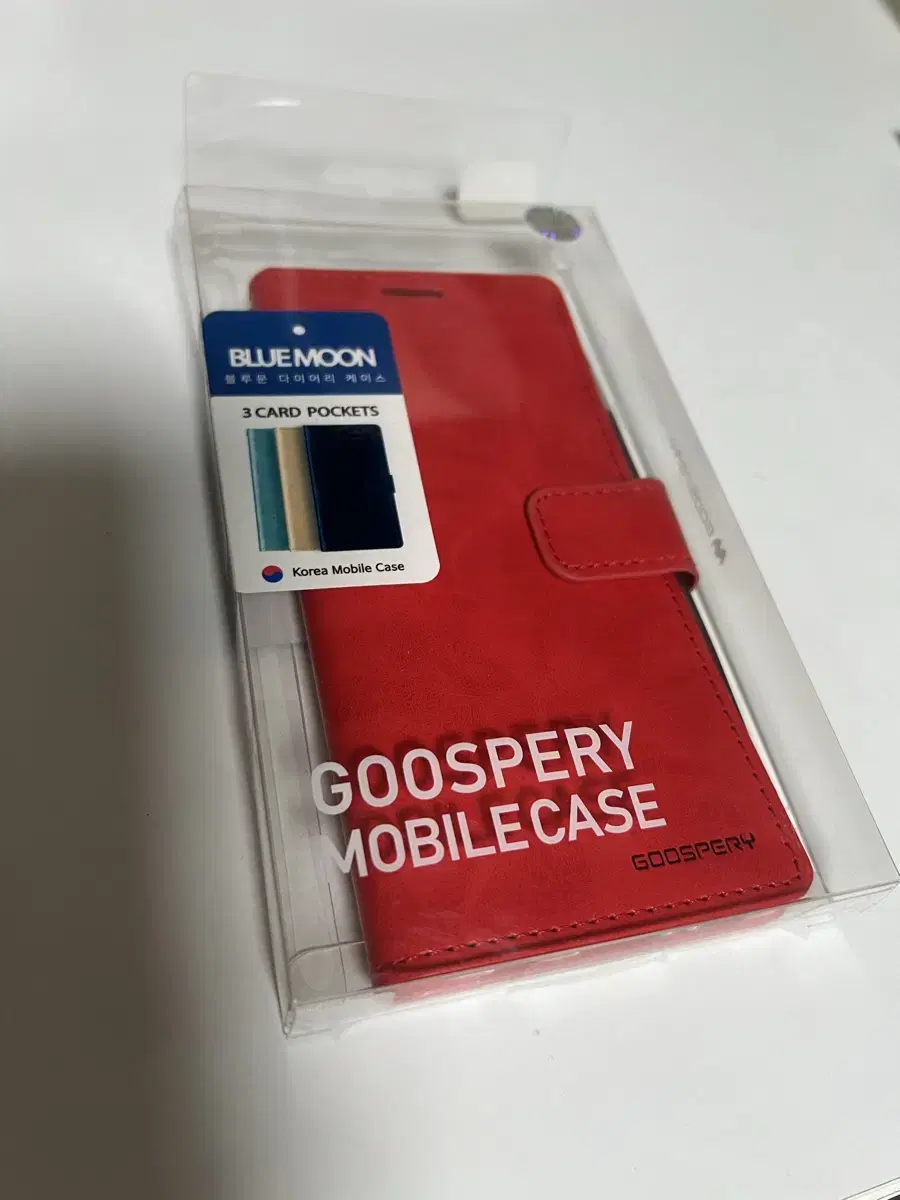 BLUE MOON
블루문 다이어리 케이스
3 CARD POCKETS
Korea Mobile Case
GOOSPERY
MOBILE CASE
GOOSPERY